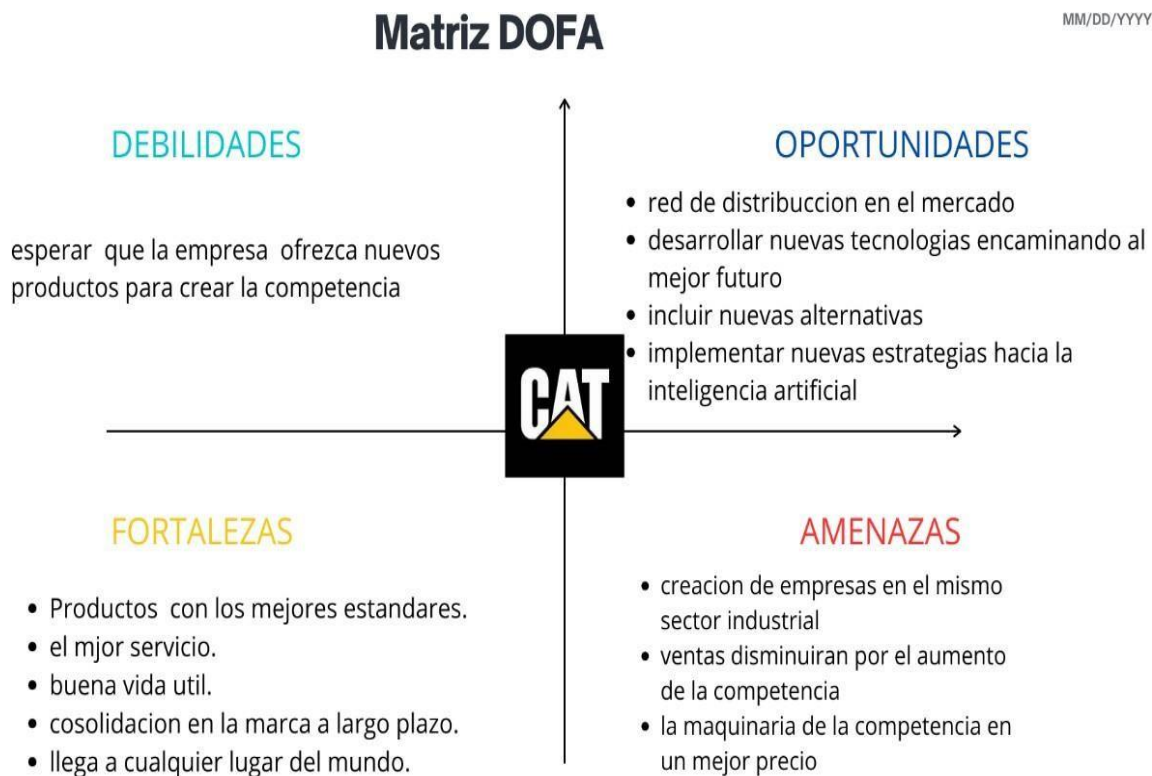 Matriz DOFA
MM/DD/YYYY
DEBILIDADES
esperar que la empresa ofrezca nuevos
productos para crear la competencia
OPORTUNIDADES
• red de distribuccion en el mercado
• desarrollar nuevas tecnologias encaminando al
mejor futuro
• incluir nuevas alternativas
• implementar nuevas estrategias hacia la
inteligencia artificial
CAT
FORTALEZAS
• Productos con los mejores estandares.
• el mjor servicio.
• buena vida util.
• cosolidacion en la marca a largo plazo.
• llega a cualquier lugar del mundo.
AMENAZAS
• creacion de empresas en el mismo
sector industrial
• ventas disminuiran por el aumento
de la competencia
• la maquinaria de la competencia en
un mejor precio